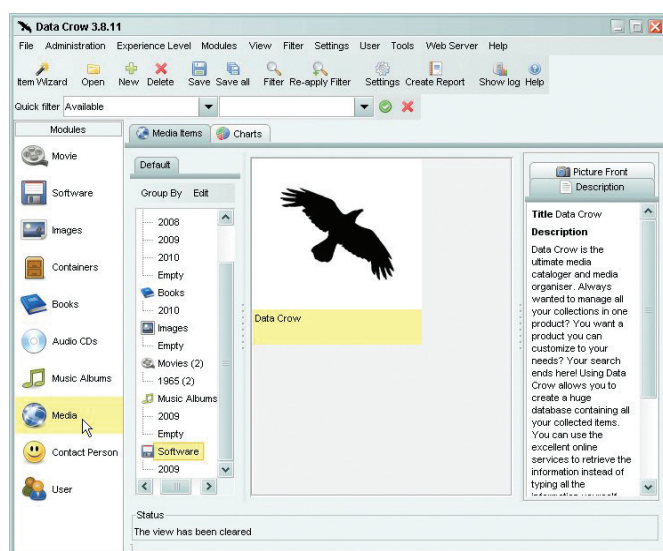 Data Crow 3.8.11
File Administration Experience Level Modules View Filter Settings User Tools Web Server Help
Item Wizard Open New Delete Save Save all Filter Re-apply Filter Settings Create Report Show log Help
Quick filter Available
Modules
Movie
Software
Images
Containers
Books
Audio CDs
Music Albums
Media
Contact Person
User
Media Items Charts
Default
Group By Edit
2008
2009
2010
Empty
Books
2010
Images
Empty
Movies (2)
1965 (2)
Music Albums
2009
Empty
Software
2009
Data Crow
Picture Front
Description
Title Data Crow
Description
Data Crow is the
ultimate media
cataloger and media
organiser. Always
wanted to manage all
your collections in one
product? You want a
product you can
customize to your
needs? Your search
ends here! Using Data
Crow allows you to
create a huge
database containing all
your collected items.
You can use the
excellent online
services to retrieve the
information instead of
typing all the
information yourself
Status
The view has been cleared